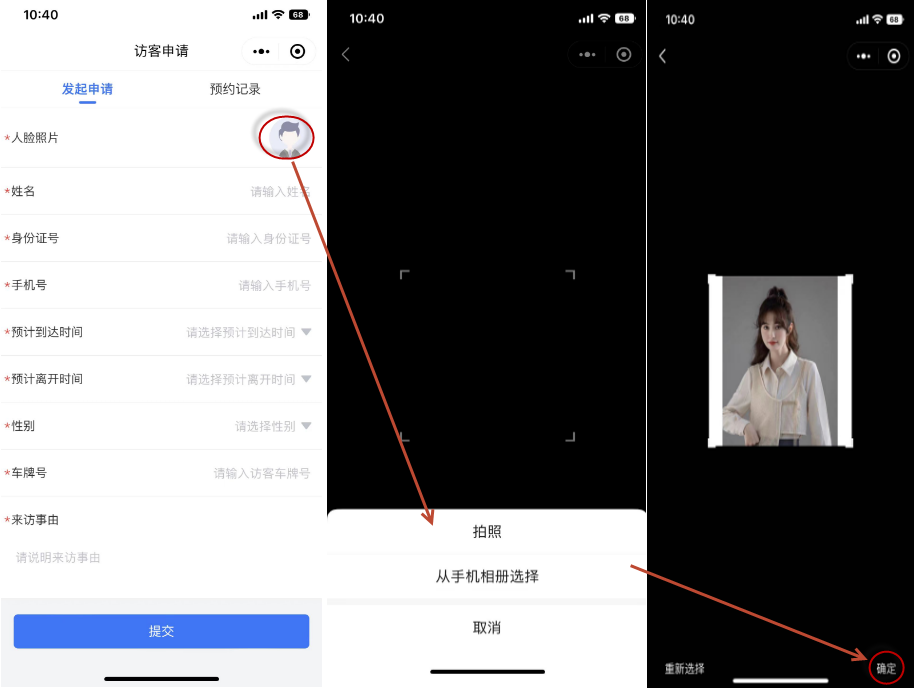 10:40
68
访客申请
发起申请
预约记录
*人脸照片
*姓名
请输入姓名
*身份证号
请输入身份证号
*手机号
请输入手机号
*预计到达时间
请选择预计到达时间
*预计离开时间
请选择预计离开时间
*性别
请选择性别
*车牌号
请输入访客车牌号
*来访事由
请说明来访事由
提交
10:40
68
拍照
从手机相册选择
取消
10:40
68
重新选择
确定